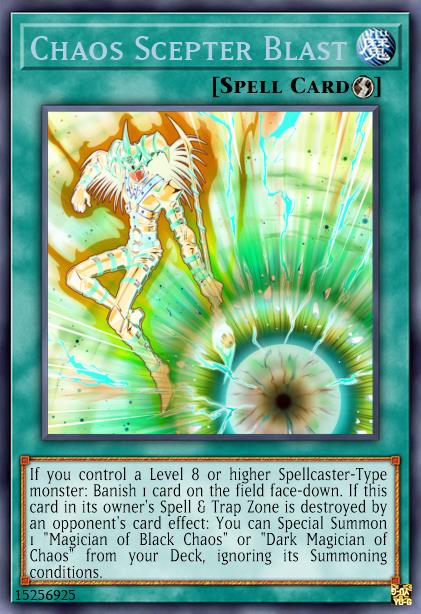 Chaos Scepter Blast
魔
[Spell Card]
If you control a Level 8 or higher Spellcaster-Type
monster: Banish 1 card on the field face-down. If this
card in its owner's Spell & Trap Zone is destroyed by
an opponent's card effect: You can Special Summon
1 "Magician of Black Chaos" or "Dark Magician of
Chaos" from your Deck, ignoring its Summoning
conditions.
15256925